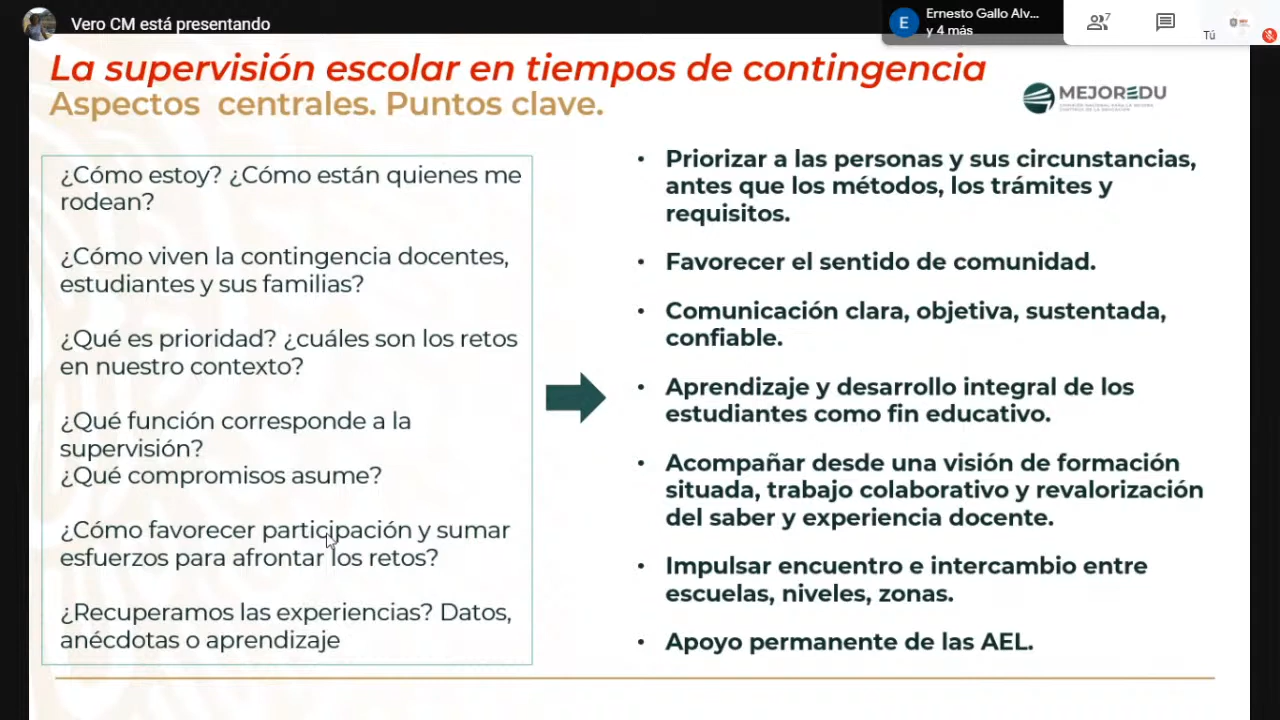 Vero CM está presentando
E
Ernesto Gallo Alv...
y 4 más
7
Tú
La supervisión escolar en tiempos de contingencia
Aspectos centrales. Puntos clave.
MEJOREDU
¿Cómo estoy? ¿Cómo están quienes me
rodean?
¿Cómo viven la contingencia docentes,
estudiantes y sus familias?
¿Qué es prioridad? ¿cuáles son los retos
en nuestro contexto?
¿Qué función corresponde a la
supervisión?
¿Qué compromisos asume?
¿Cómo favorecer participación y sumar
esfuerzos para afrontar los retos?
¿Recuperamos las experiencias? Datos,
anécdotas o aprendizaje
• Priorizar a las personas y sus circunstancias,
antes que los métodos, los trámites y
requisitos.
• Favorecer el sentido de comunidad.
• Comunicación clara, objetiva, sustentada,
confiable.
• Aprendizaje y desarrollo integral de los
estudiantes como fin educativo.
• Acompañar desde una visión de formación
situada, trabajo colaborativo y revalorización
del saber y experiencia docente.
• Impulsar encuentro e intercambio entre
escuelas, niveles, zonas.
• Apoyo permanente de las AEL.